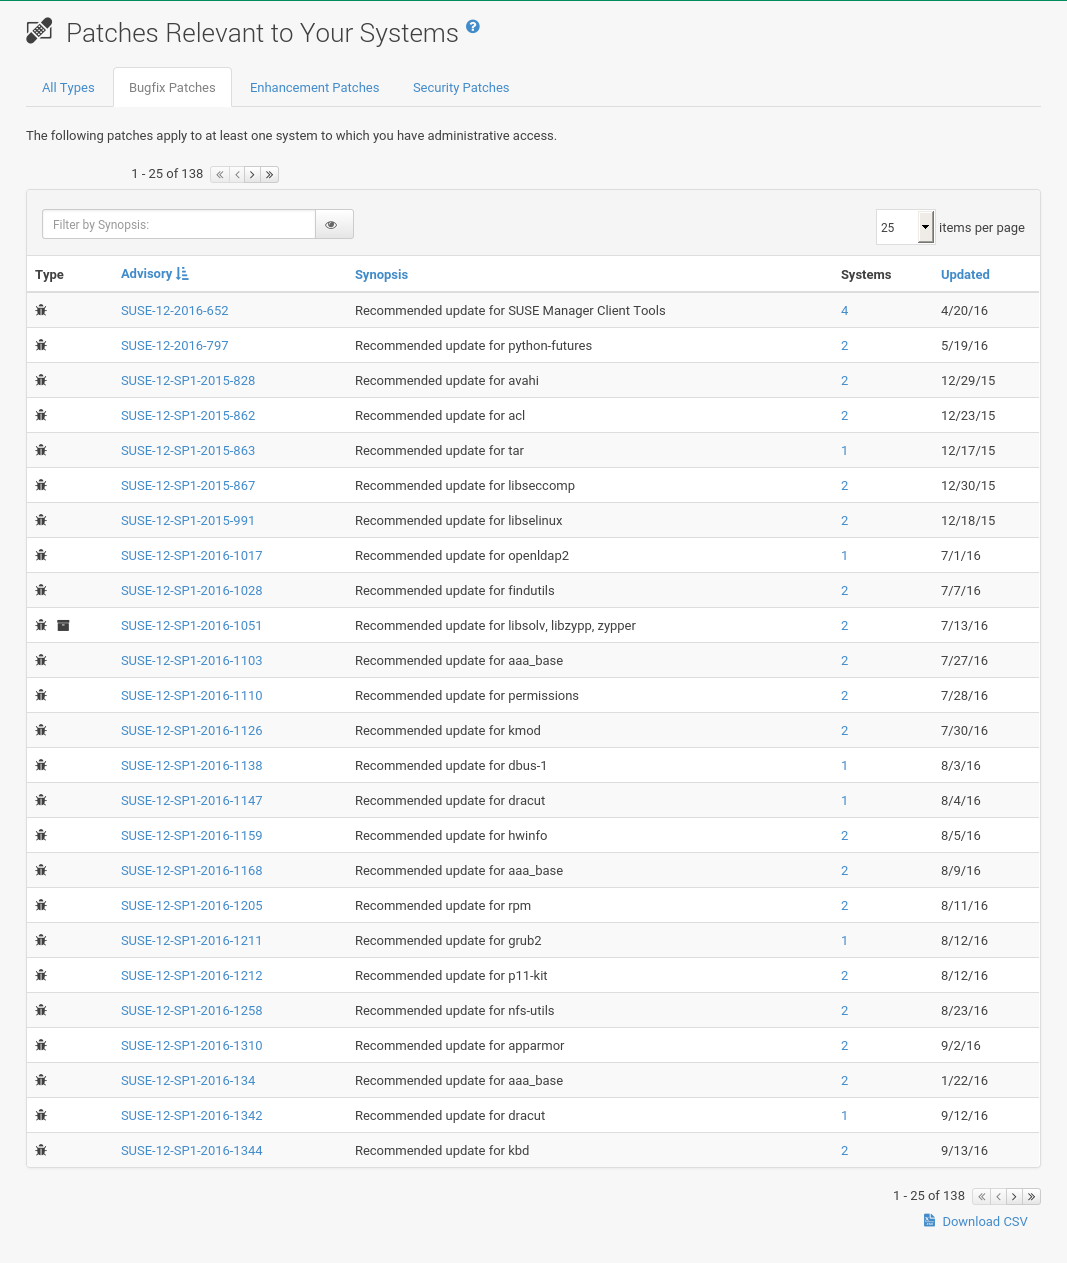 Patches Relevant to Your Systems ?
All Types Bugfix Patches Enhancement Patches Security Patches
The following patches apply to at least one system to which you have administrative access.
1 - 25 of 138
Filter by Synopsis: 25 items per page
Type Advisory Synopsis Systems Updated
SUSE-12-2016-652 Recommended update for SUSE Manager Client Tools 4 4/20/16
SUSE-12-2016-797 Recommended update for python-futures 2 5/19/16
SUSE-12-SP1-2015-828 Recommended update for avahi 2 12/29/15
SUSE-12-SP1-2015-862 Recommended update for acl 2 12/23/15
SUSE-12-SP1-2015-863 Recommended update for tar 1 12/17/15
SUSE-12-SP1-2015-867 Recommended update for libseccomp 2 12/30/15
SUSE-12-SP1-2015-991 Recommended update for libselinux 2 12/18/15
SUSE-12-SP1-2016-1017 Recommended update for openldap2 1 7/1/16
SUSE-12-SP1-2016-1028 Recommended update for findutils 2 7/7/16
SUSE-12-SP1-2016-1051 Recommended update for libsolv, libzypp, zypper 2 7/13/16
SUSE-12-SP1-2016-1103 Recommended update for aaa_base 2 7/27/16
SUSE-12-SP1-2016-1110 Recommended update for permissions 2 7/28/16
SUSE-12-SP1-2016-1126 Recommended update for kmod 2 7/30/16
SUSE-12-SP1-2016-1138 Recommended update for dbus-1 1 8/3/16
SUSE-12-SP1-2016-1147 Recommended update for dracut 1 8/4/16
SUSE-12-SP1-2016-1159 Recommended update for hwinfo 2 8/5/16
SUSE-12-SP1-2016-1168 Recommended update for aaa_base 2 8/9/16
SUSE-12-SP1-2016-1205 Recommended update for rpm 2 8/11/16
SUSE-12-SP1-2016-1211 Recommended update for grub2 1 8/12/16
SUSE-12-SP1-2016-1212 Recommended update for p11-kit 2 8/12/16
SUSE-12-SP1-2016-1258 Recommended update for nfs-utils 2 8/23/16
SUSE-12-SP1-2016-1310 Recommended update for apparmor 2 9/2/16
SUSE-12-SP1-2016-134 Recommended update for aaa_base 2 1/22/16
SUSE-12-SP1-2016-1342 Recommended update for dracut 1 9/12/16
SUSE-12-SP1-2016-1344 Recommended update for kbd 2 9/13/16
1 - 25 of 138
Download CSV